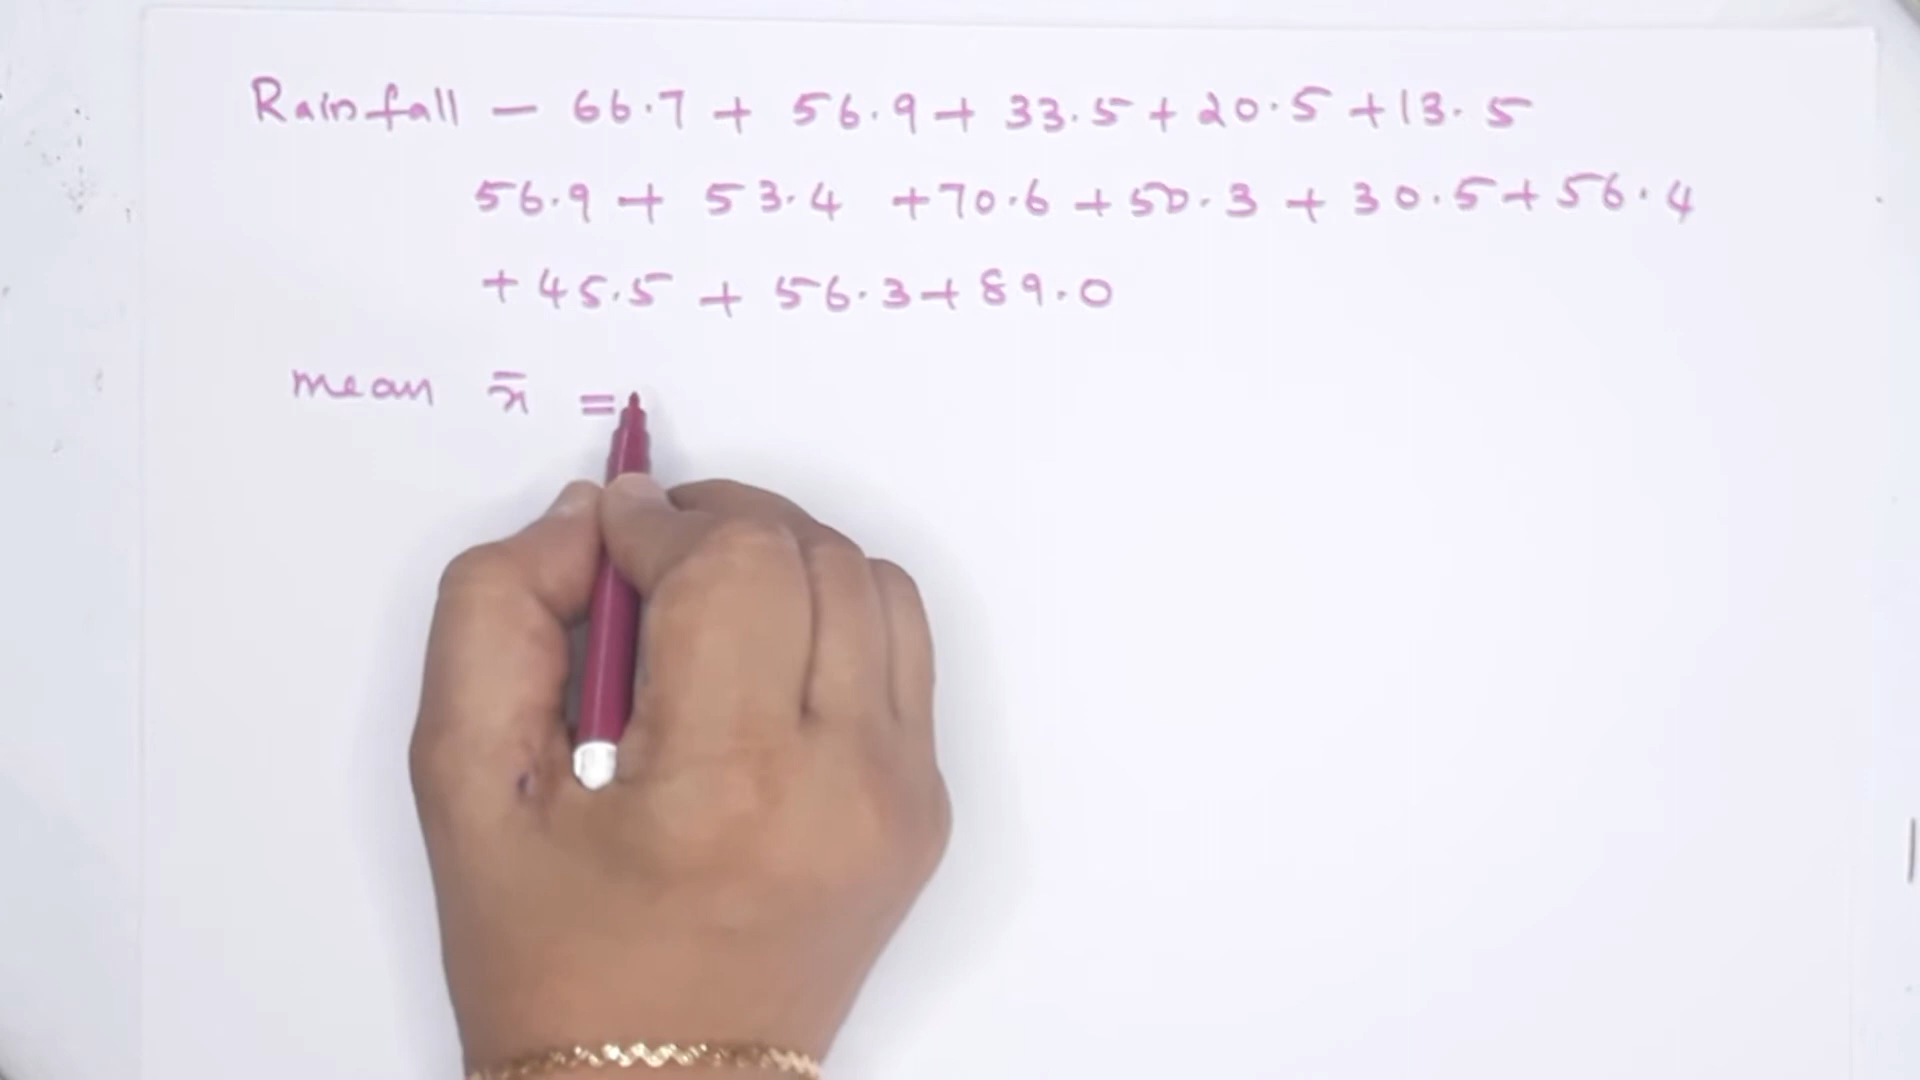 Rainfall — 66.7 + 56.9 + 33.5 + 20.5 + 13.5
56.9 + 53.4 + 70.6 + 50.3 + 30.5 + 56.4
+ 45.5 + 56.3 + 89.0
mean x̄ =